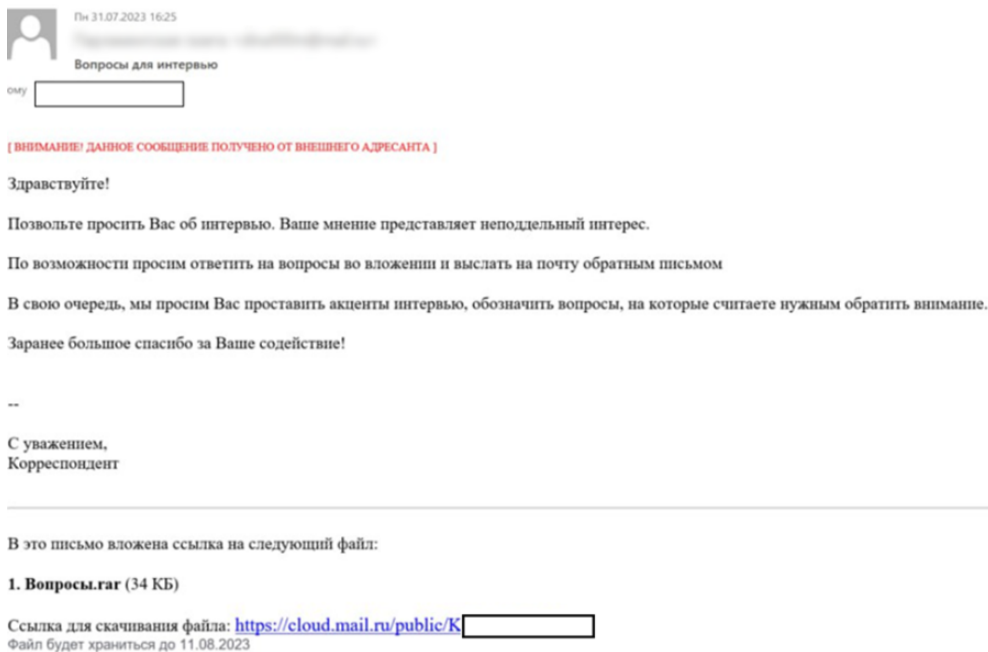 Пн 31.07.2023 16:25
Вопросы для интервью
ому
[ ВНИМАНИЕ! ДАННОЕ СООБЩЕНИЕ ПОЛУЧЕНО ОТ ВНЕШНЕГО АДРЕСАНТА ]
Здравствуйте!
Позвольте просить Вас об интервью. Ваше мнение представляет неподдельный интерес.
По возможности просим ответить на вопросы во вложении и выслать на почту обратным письмом
В свою очередь, мы просим Вас проставить акценты интервью, обозначить вопросы, на которые считаете нужным обратить внимание.
Заранее большое спасибо за Ваше содействие!
--
С уважением,
Корреспондент
В это письмо вложена ссылка на следующий файл:
1. Вопросы.rar (34 КБ)
Ссылка для скачивания файла: https://cloud.mail.ru/public/K
Файл будет храниться до 11.08.2023